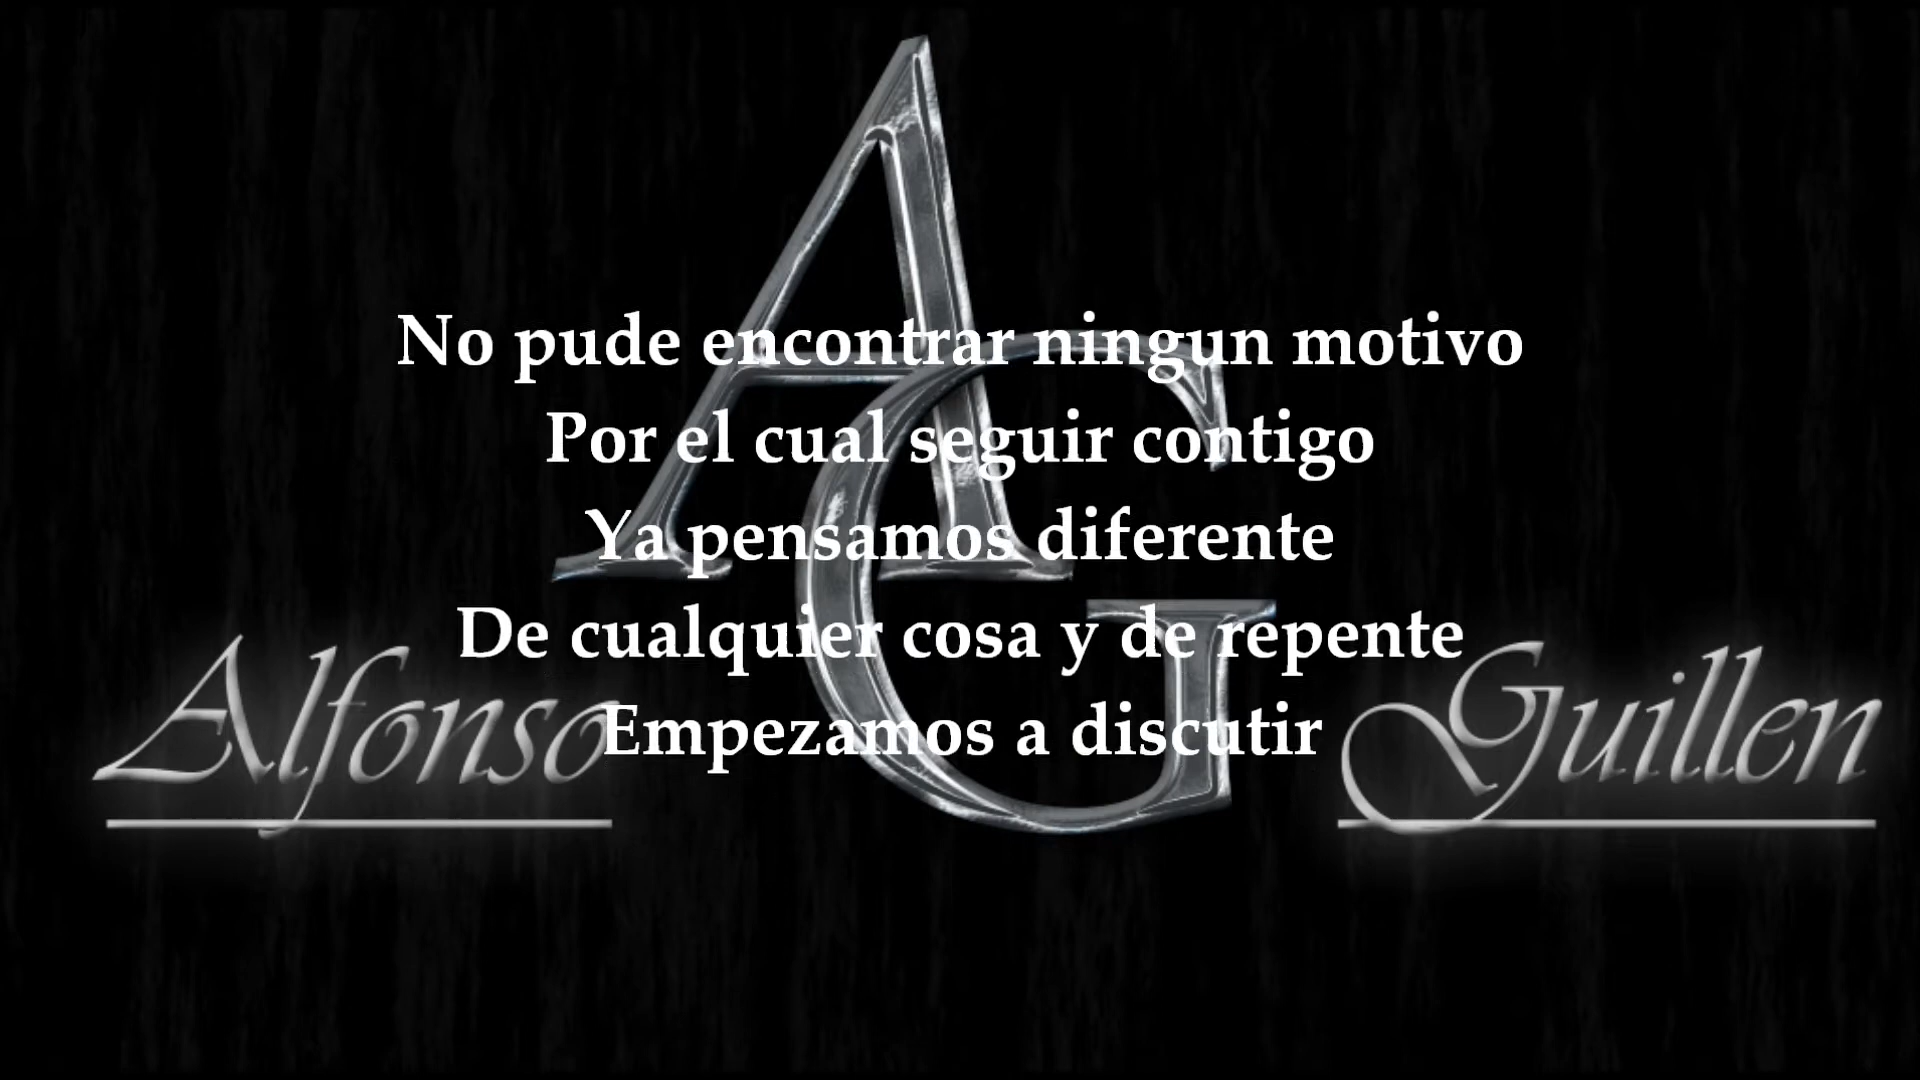 AG
No pude encontrar ningun motivo
Por el cual seguir contigo
Ya pensamos diferente
De cualquier cosa y de repente
Empezamos a discutir
Alfonso
Guillen